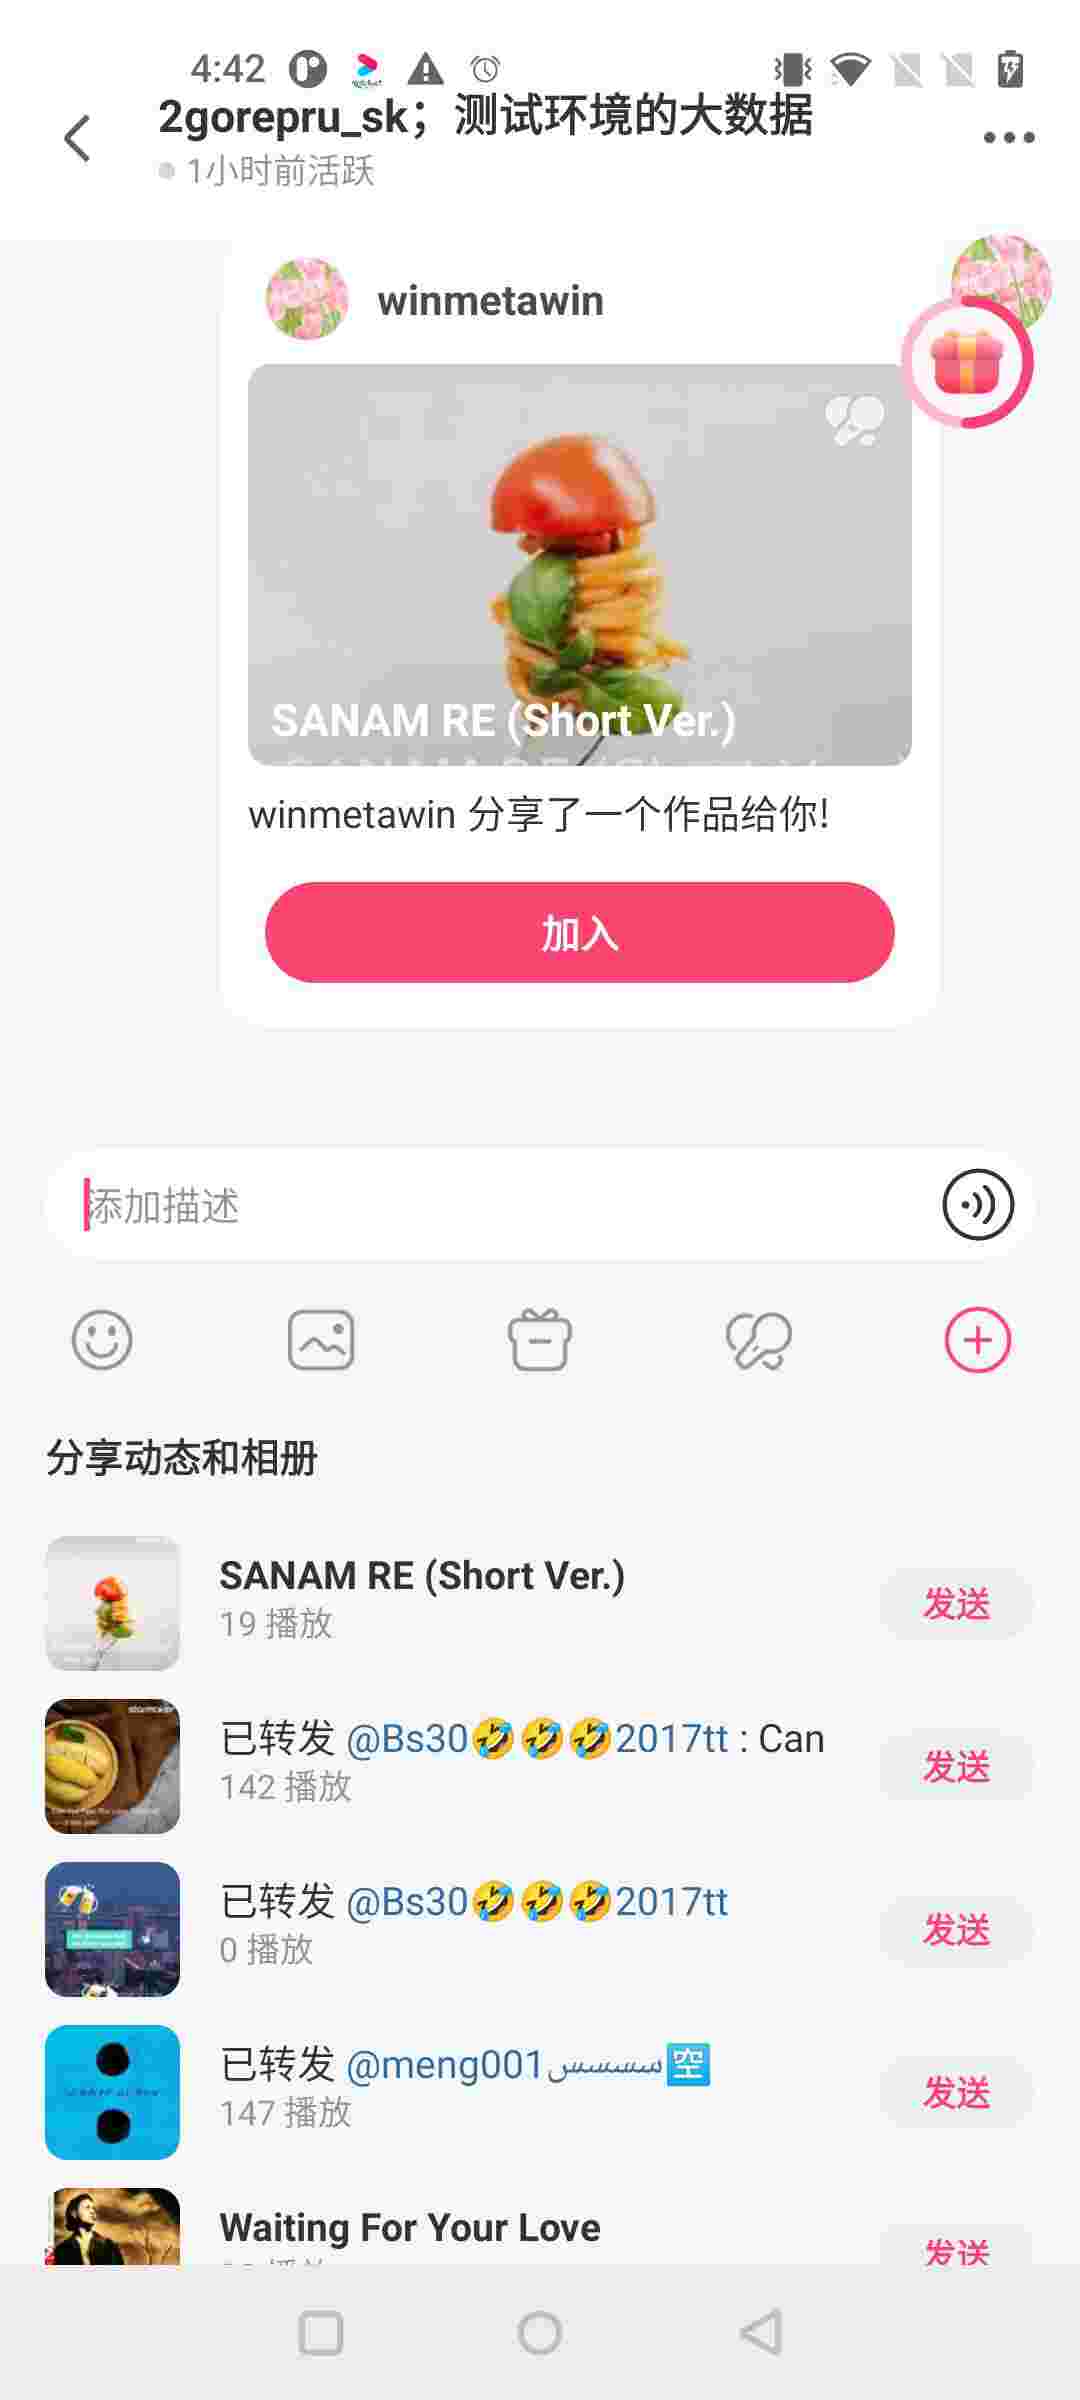 4:42
2gorepru_sk；测试环境的大数据
1小时前活跃
winmetawin
SANAM RE (Short Ver.)
winmetawin 分享了一个作品给你!
加入
添加描述
分享动态和相册
SANAM RE (Short Ver.)
19 播放
发送
已转发 @Bs30🤣🤣🤣2017tt : Can
142 播放
发送
已转发 @Bs30🤣🤣🤣2017tt
0 播放
发送
已转发 @meng001سسسس🈳
147 播放
发送
Waiting For Your Love
发送